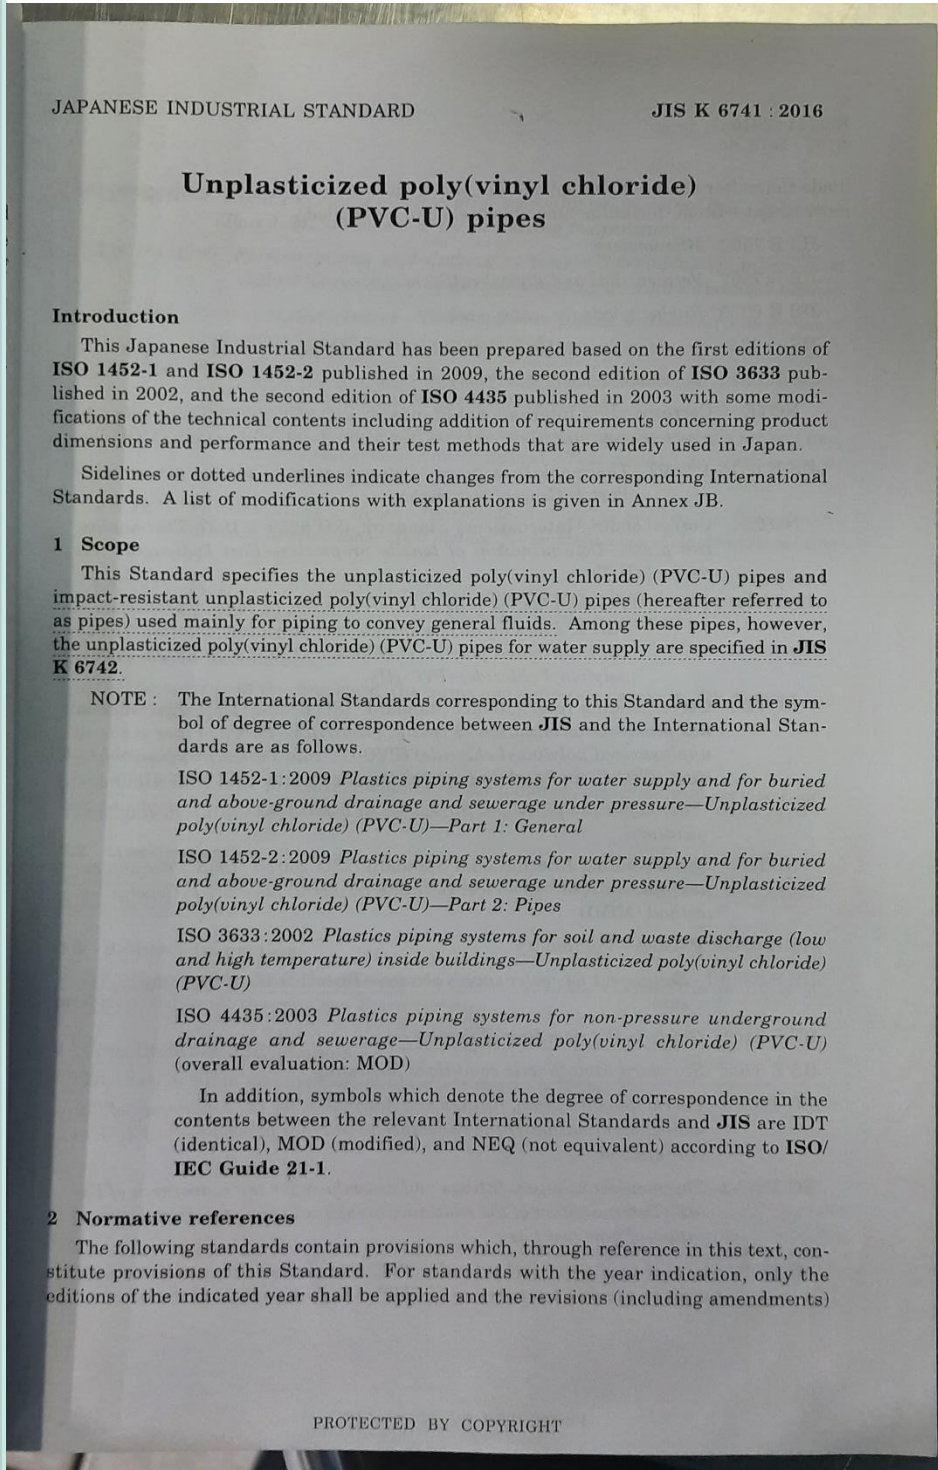 JAPANESE INDUSTRIAL STANDARD JIS K 6741 : 2016
Unplasticized poly(vinyl chloride)
(PVC-U) pipes
Introduction
This Japanese Industrial Standard has been prepared based on the first editions of
ISO 1452-1 and ISO 1452-2 published in 2009, the second edition of ISO 3633 pub-
lished in 2002, and the second edition of ISO 4435 published in 2003 with some modi-
fications of the technical contents including addition of requirements concerning product
dimensions and performance and their test methods that are widely used in Japan.
Sidelines or dotted underlines indicate changes from the corresponding International
Standards. A list of modifications with explanations is given in Annex JB.
1 Scope
This Standard specifies the unplasticized poly(vinyl chloride) (PVC-U) pipes and
impact-resistant unplasticized poly(vinyl chloride) (PVC-U) pipes (hereafter referred to
as pipes) used mainly for piping to convey general fluids. Among these pipes, however,
the unplasticized poly(vinyl chloride) (PVC-U) pipes for water supply are specified in JIS
K 6742.
NOTE : The International Standards corresponding to this Standard and the sym-
bol of degree of correspondence between JIS and the International Stan-
dards are as follows.
ISO 1452-1:2009 Plastics piping systems for water supply and for buried
and above-ground drainage and sewerage under pressure—Unplasticized
poly(vinyl chloride) (PVC-U)—Part 1: General
ISO 1452-2:2009 Plastics piping systems for water supply and for buried
and above-ground drainage and sewerage under pressure—Unplasticized
poly(vinyl chloride) (PVC-U)—Part 2: Pipes
ISO 3633:2002 Plastics piping systems for soil and waste discharge (low
and high temperature) inside buildings—Unplasticized poly(vinyl chloride)
(PVC-U)
ISO 4435:2003 Plastics piping systems for non-pressure underground
drainage and sewerage—Unplasticized poly(vinyl chloride) (PVC-U)
(overall evaluation: MOD)
In addition, symbols which denote the degree of correspondence in the
contents between the relevant International Standards and JIS are IDT
(identical), MOD (modified), and NEQ (not equivalent) according to ISO/
IEC Guide 21-1.
2 Normative references
The following standards contain provisions which, through reference in this text, con-
stitute provisions of this Standard. For standards with the year indication, only the
editions of the indicated year shall be applied and the revisions (including amendments)
PROTECTED BY COPYRIGHT